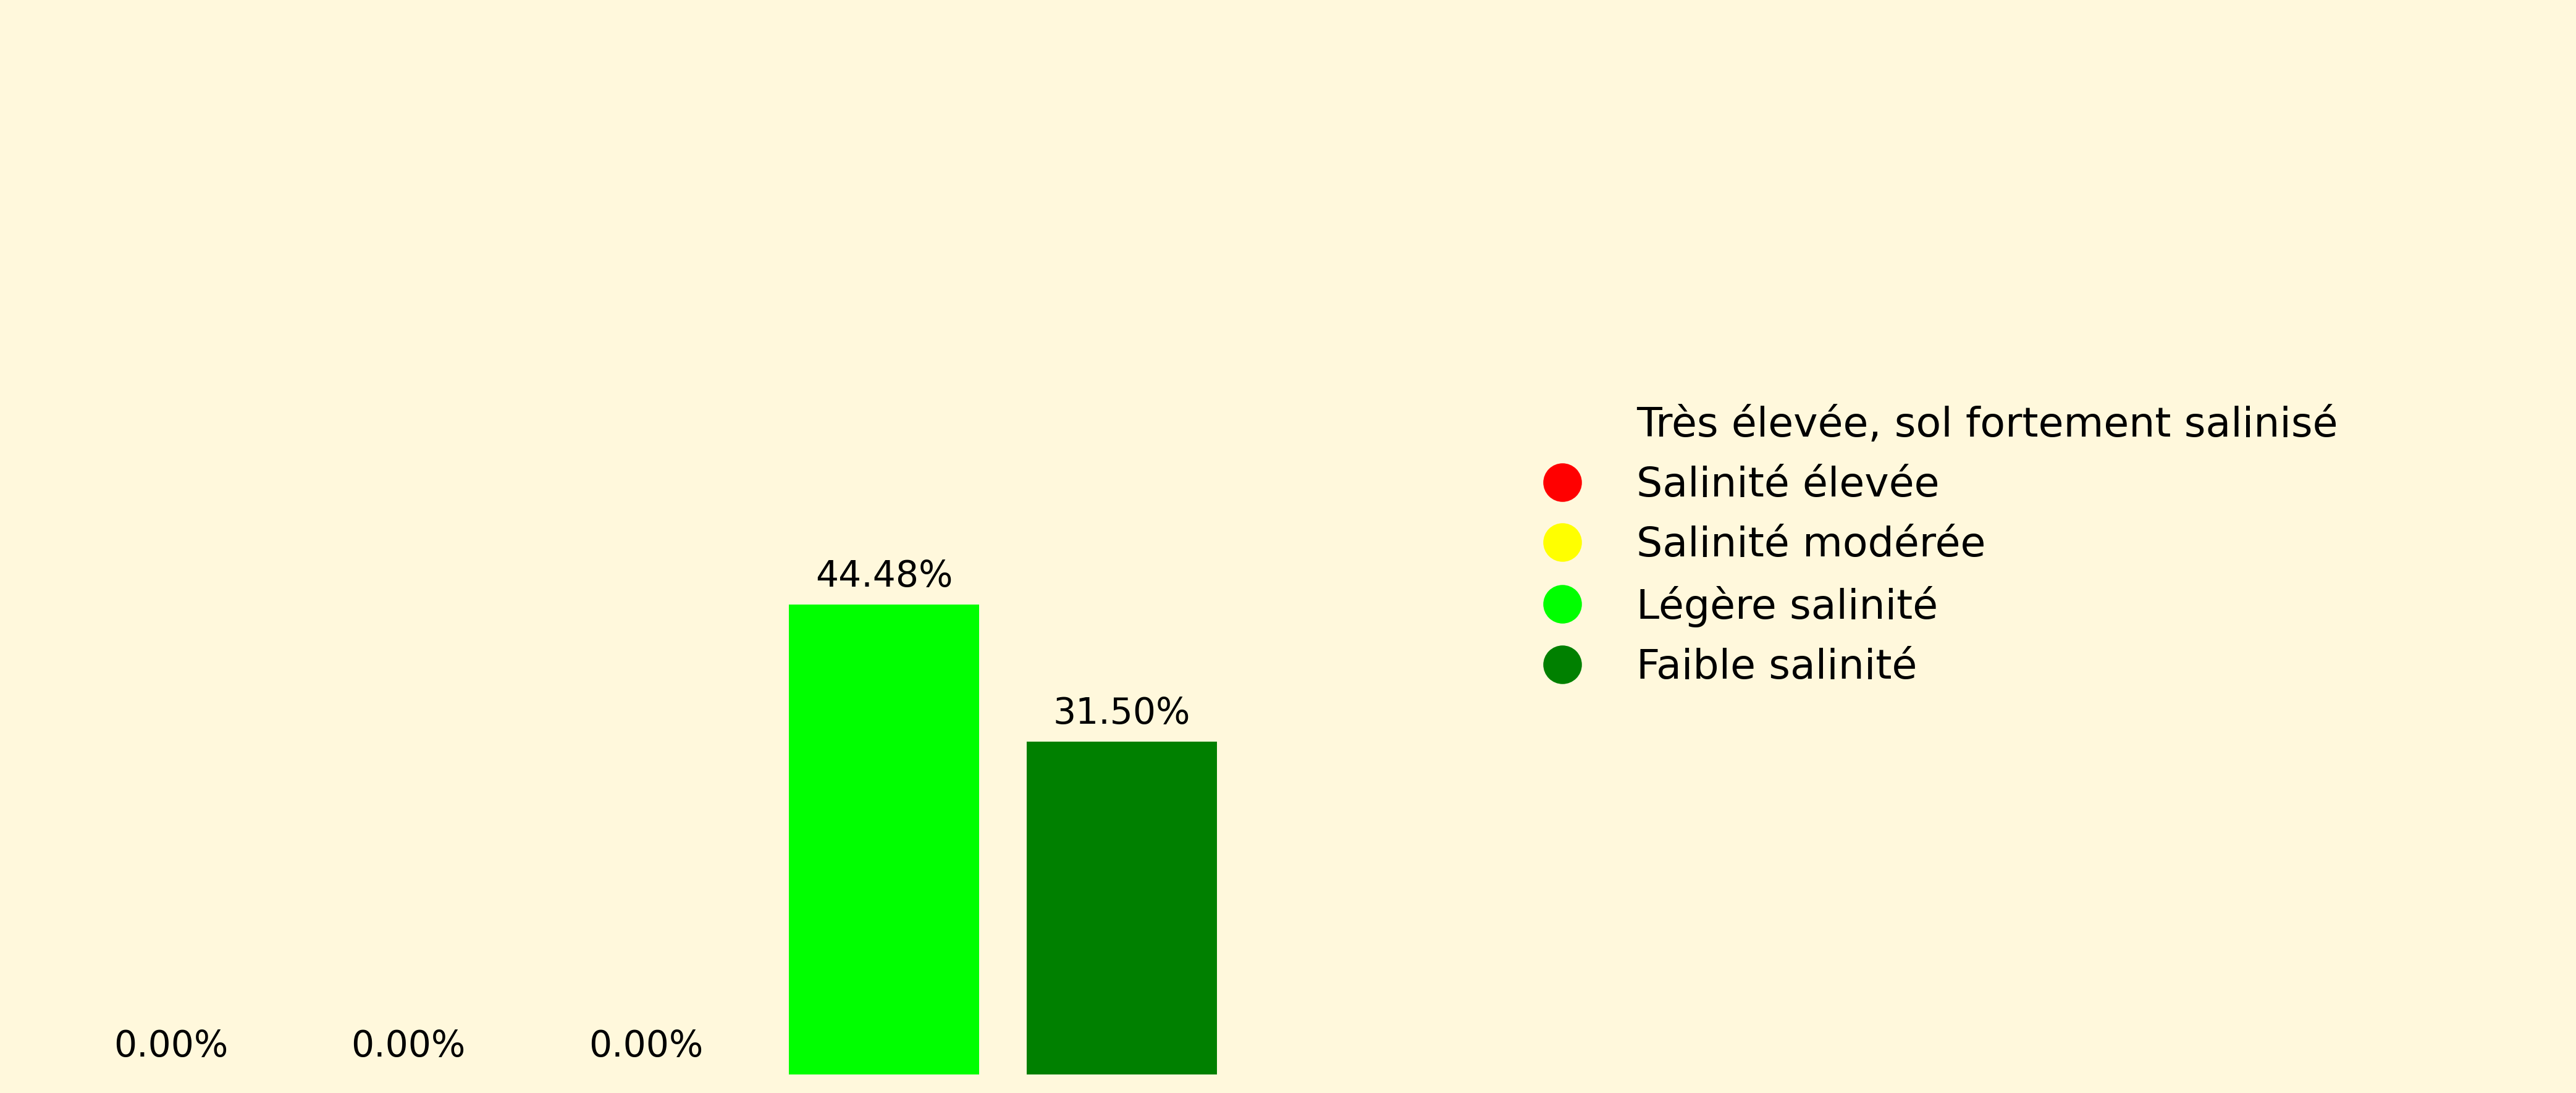 Très élevée, sol fortement salinisé
Salinité élevée
Salinité modérée
Légère salinité
Faible salinité
44.48%
31.50%
0.00%
0.00%
0.00%